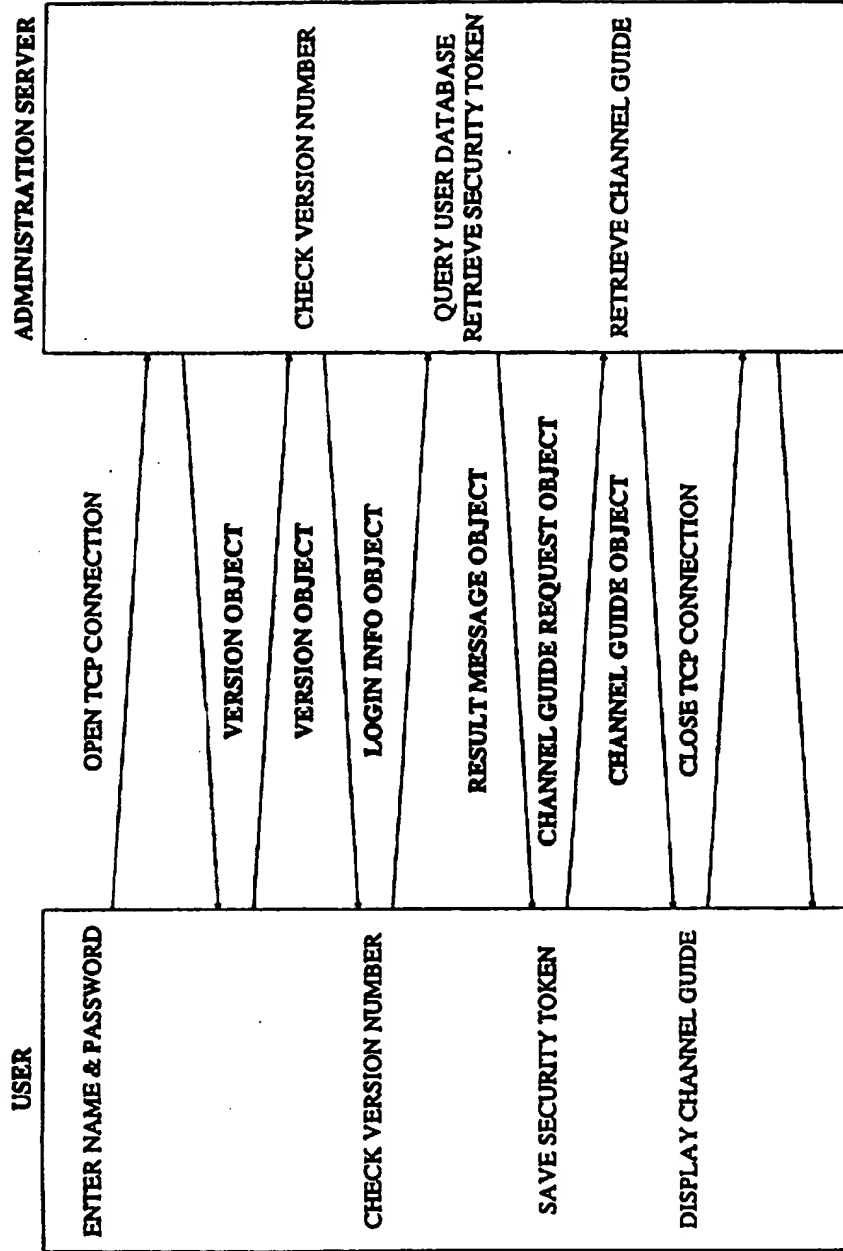 USER
ADMINISTRATION SERVER
ENTER NAME & PASSWORD
OPEN TCP CONNECTION
VERSION OBJECT
VERSION OBJECT
CHECK VERSION NUMBER
CHECK VERSION NUMBER
LOGIN INFO OBJECT
QUERY USER DATABASE
RETRIEVE SECURITY TOKEN
RESULT MESSAGE OBJECT
SAVE SECURITY TOKEN
CHANNEL GUIDE REQUEST OBJECT
RETRIEVE CHANNEL GUIDE
CHANNEL GUIDE OBJECT
DISPLAY CHANNEL GUIDE
CLOSE TCP CONNECTION